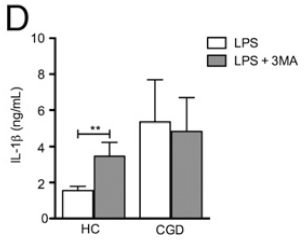 D
LPS
LPS + 3MA
IL-1β (ng/mL)
10
8
6
4
2
0
**
HC
CGD